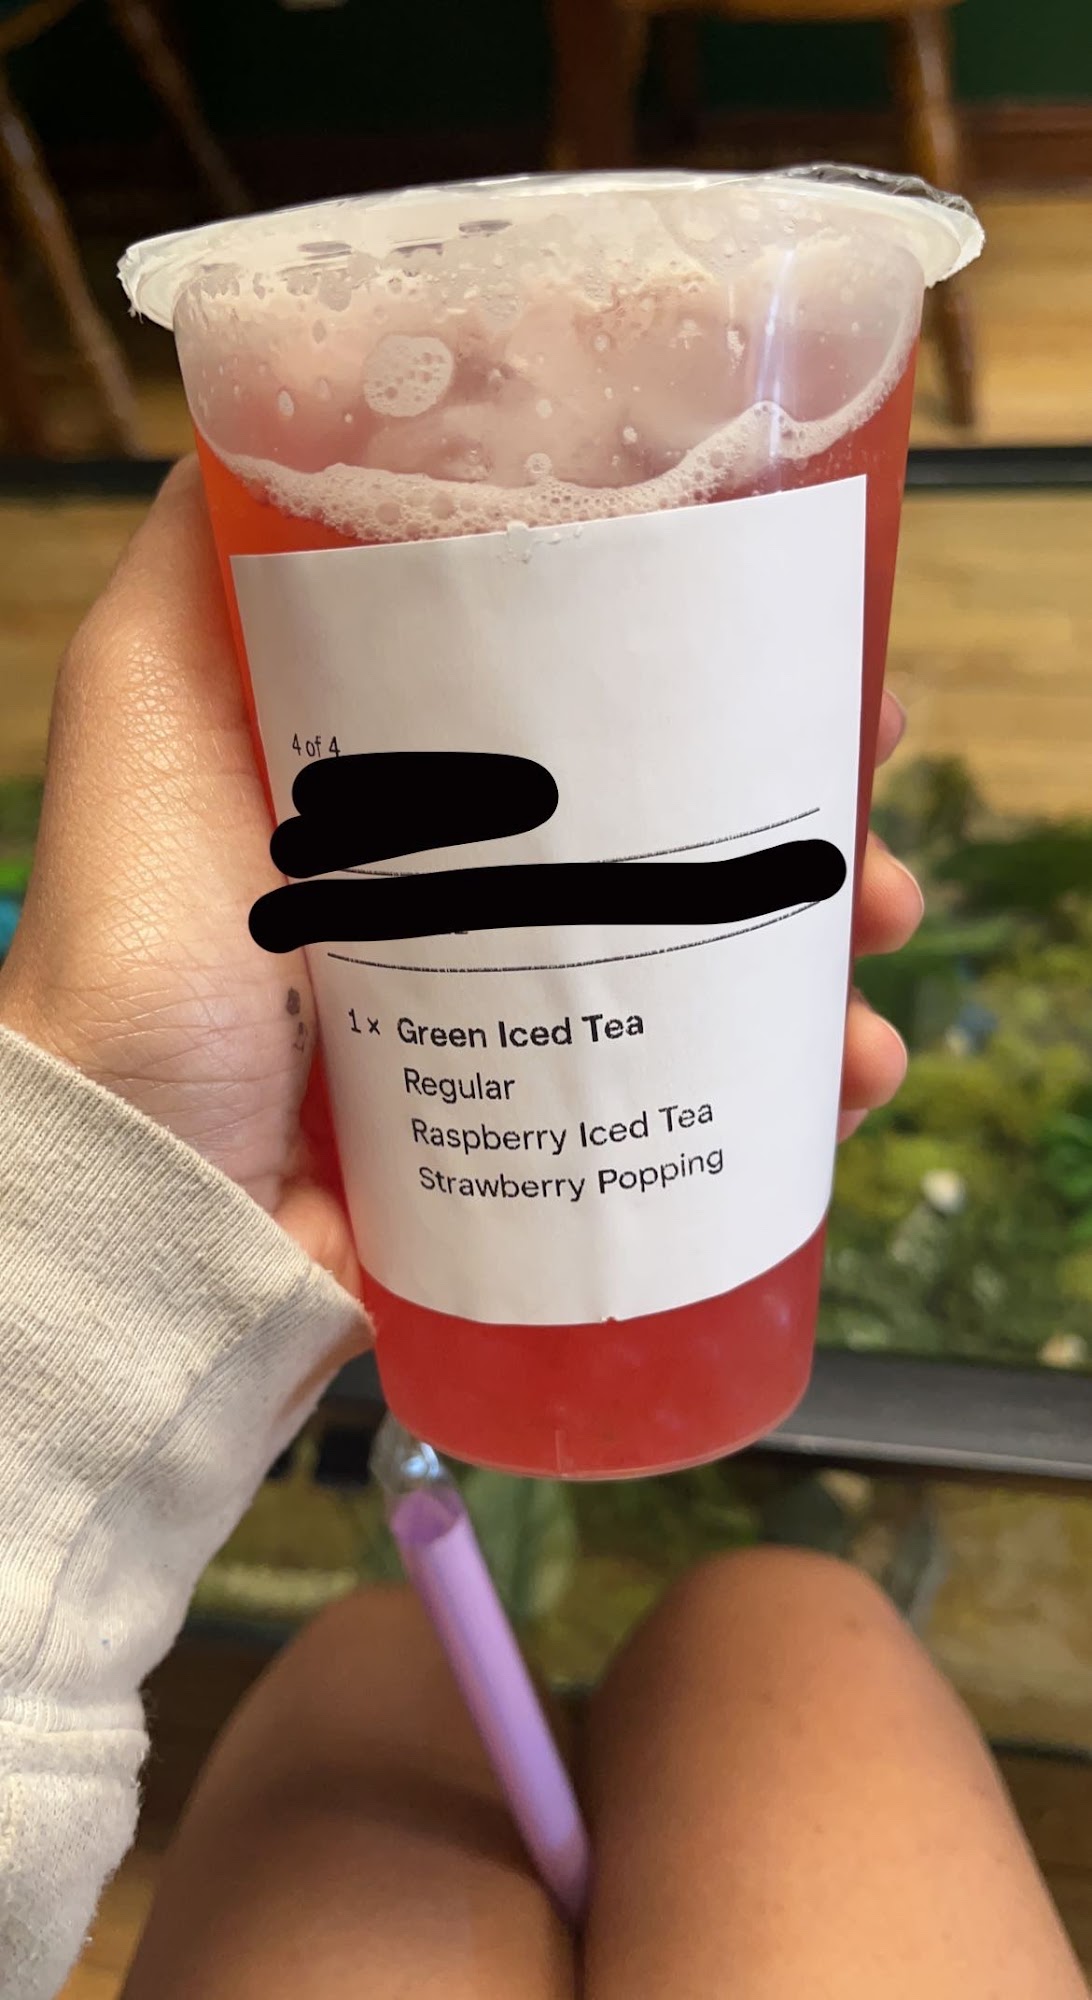 4 of 4
1 x Green Iced Tea
Regular
Raspberry Iced Tea
Strawberry Popping